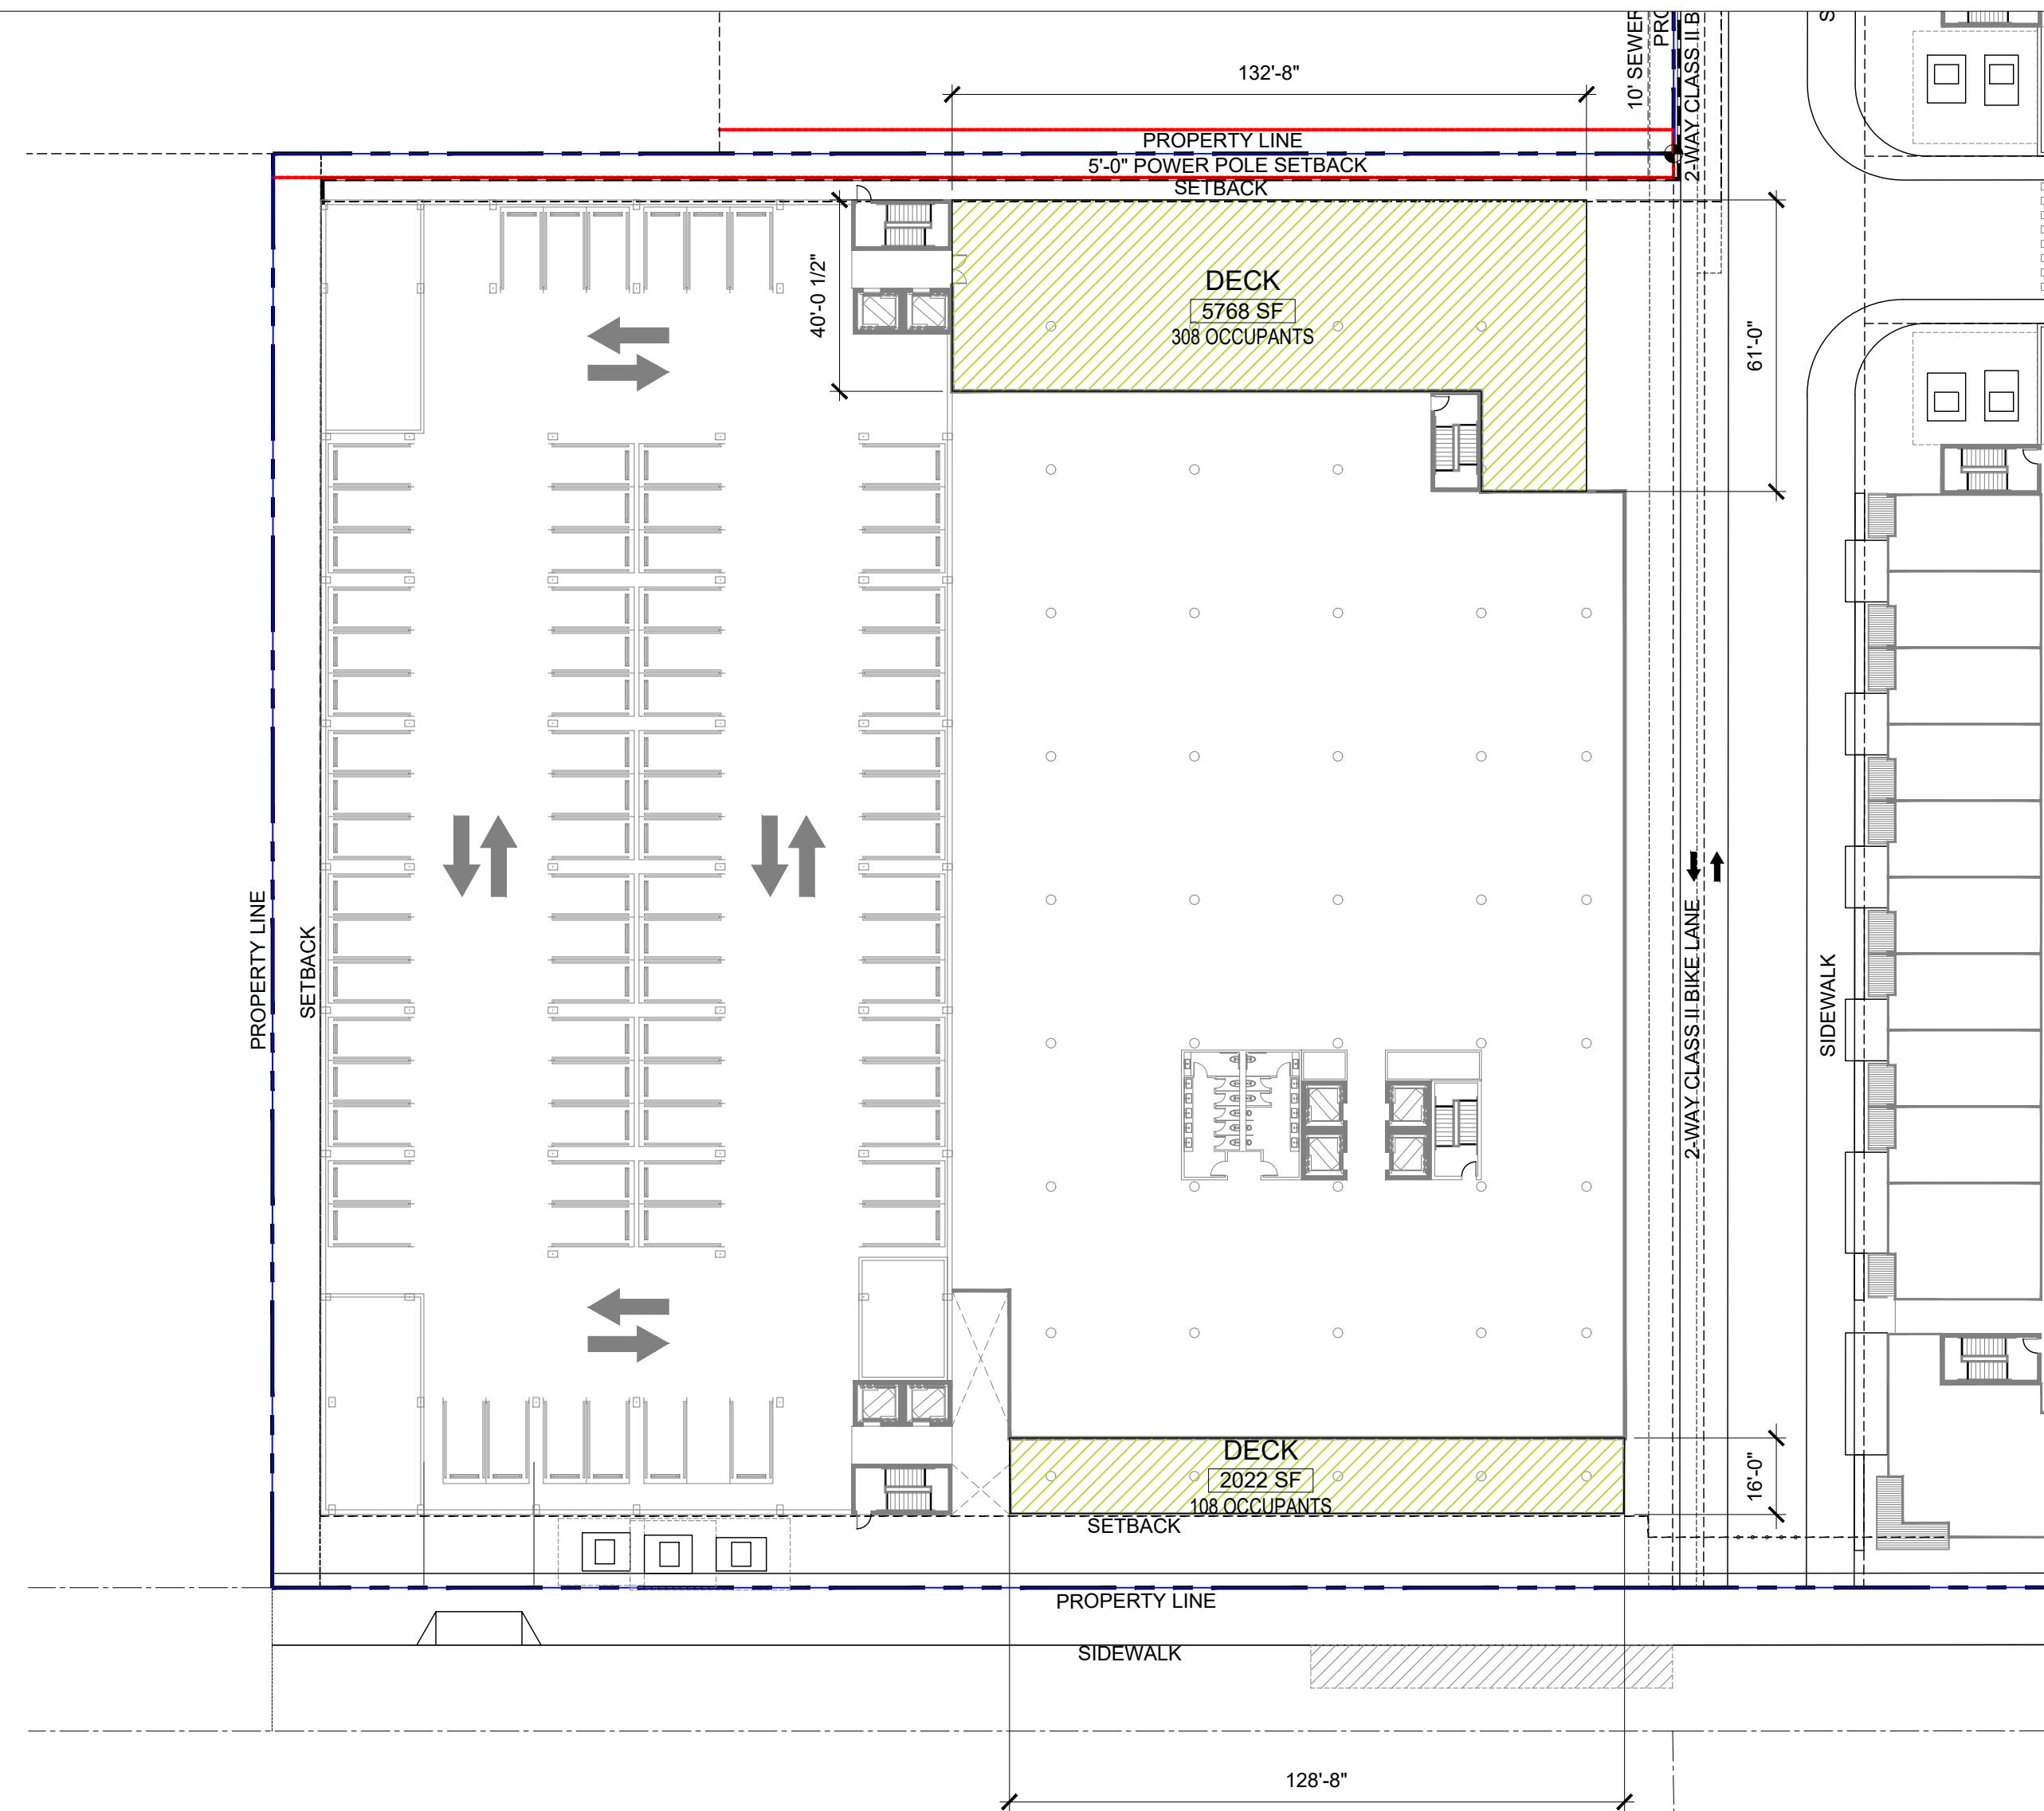 10' SEWER
2-WAY CLASS II B
132'-8"
PROPERTY LINE
5'-0" POWER POLE SETBACK
SETBACK
40'-0 1/2"
DECK
5768 SF
308 OCCUPANTS
61'-0"
PROPERTY LINE
SETBACK
2-WAY CLASS II BIKE LANE
SIDEWALK
DECK
2022 SF
108 OCCUPANTS
16'-0"
SETBACK
PROPERTY LINE
SIDEWALK
128'-8"